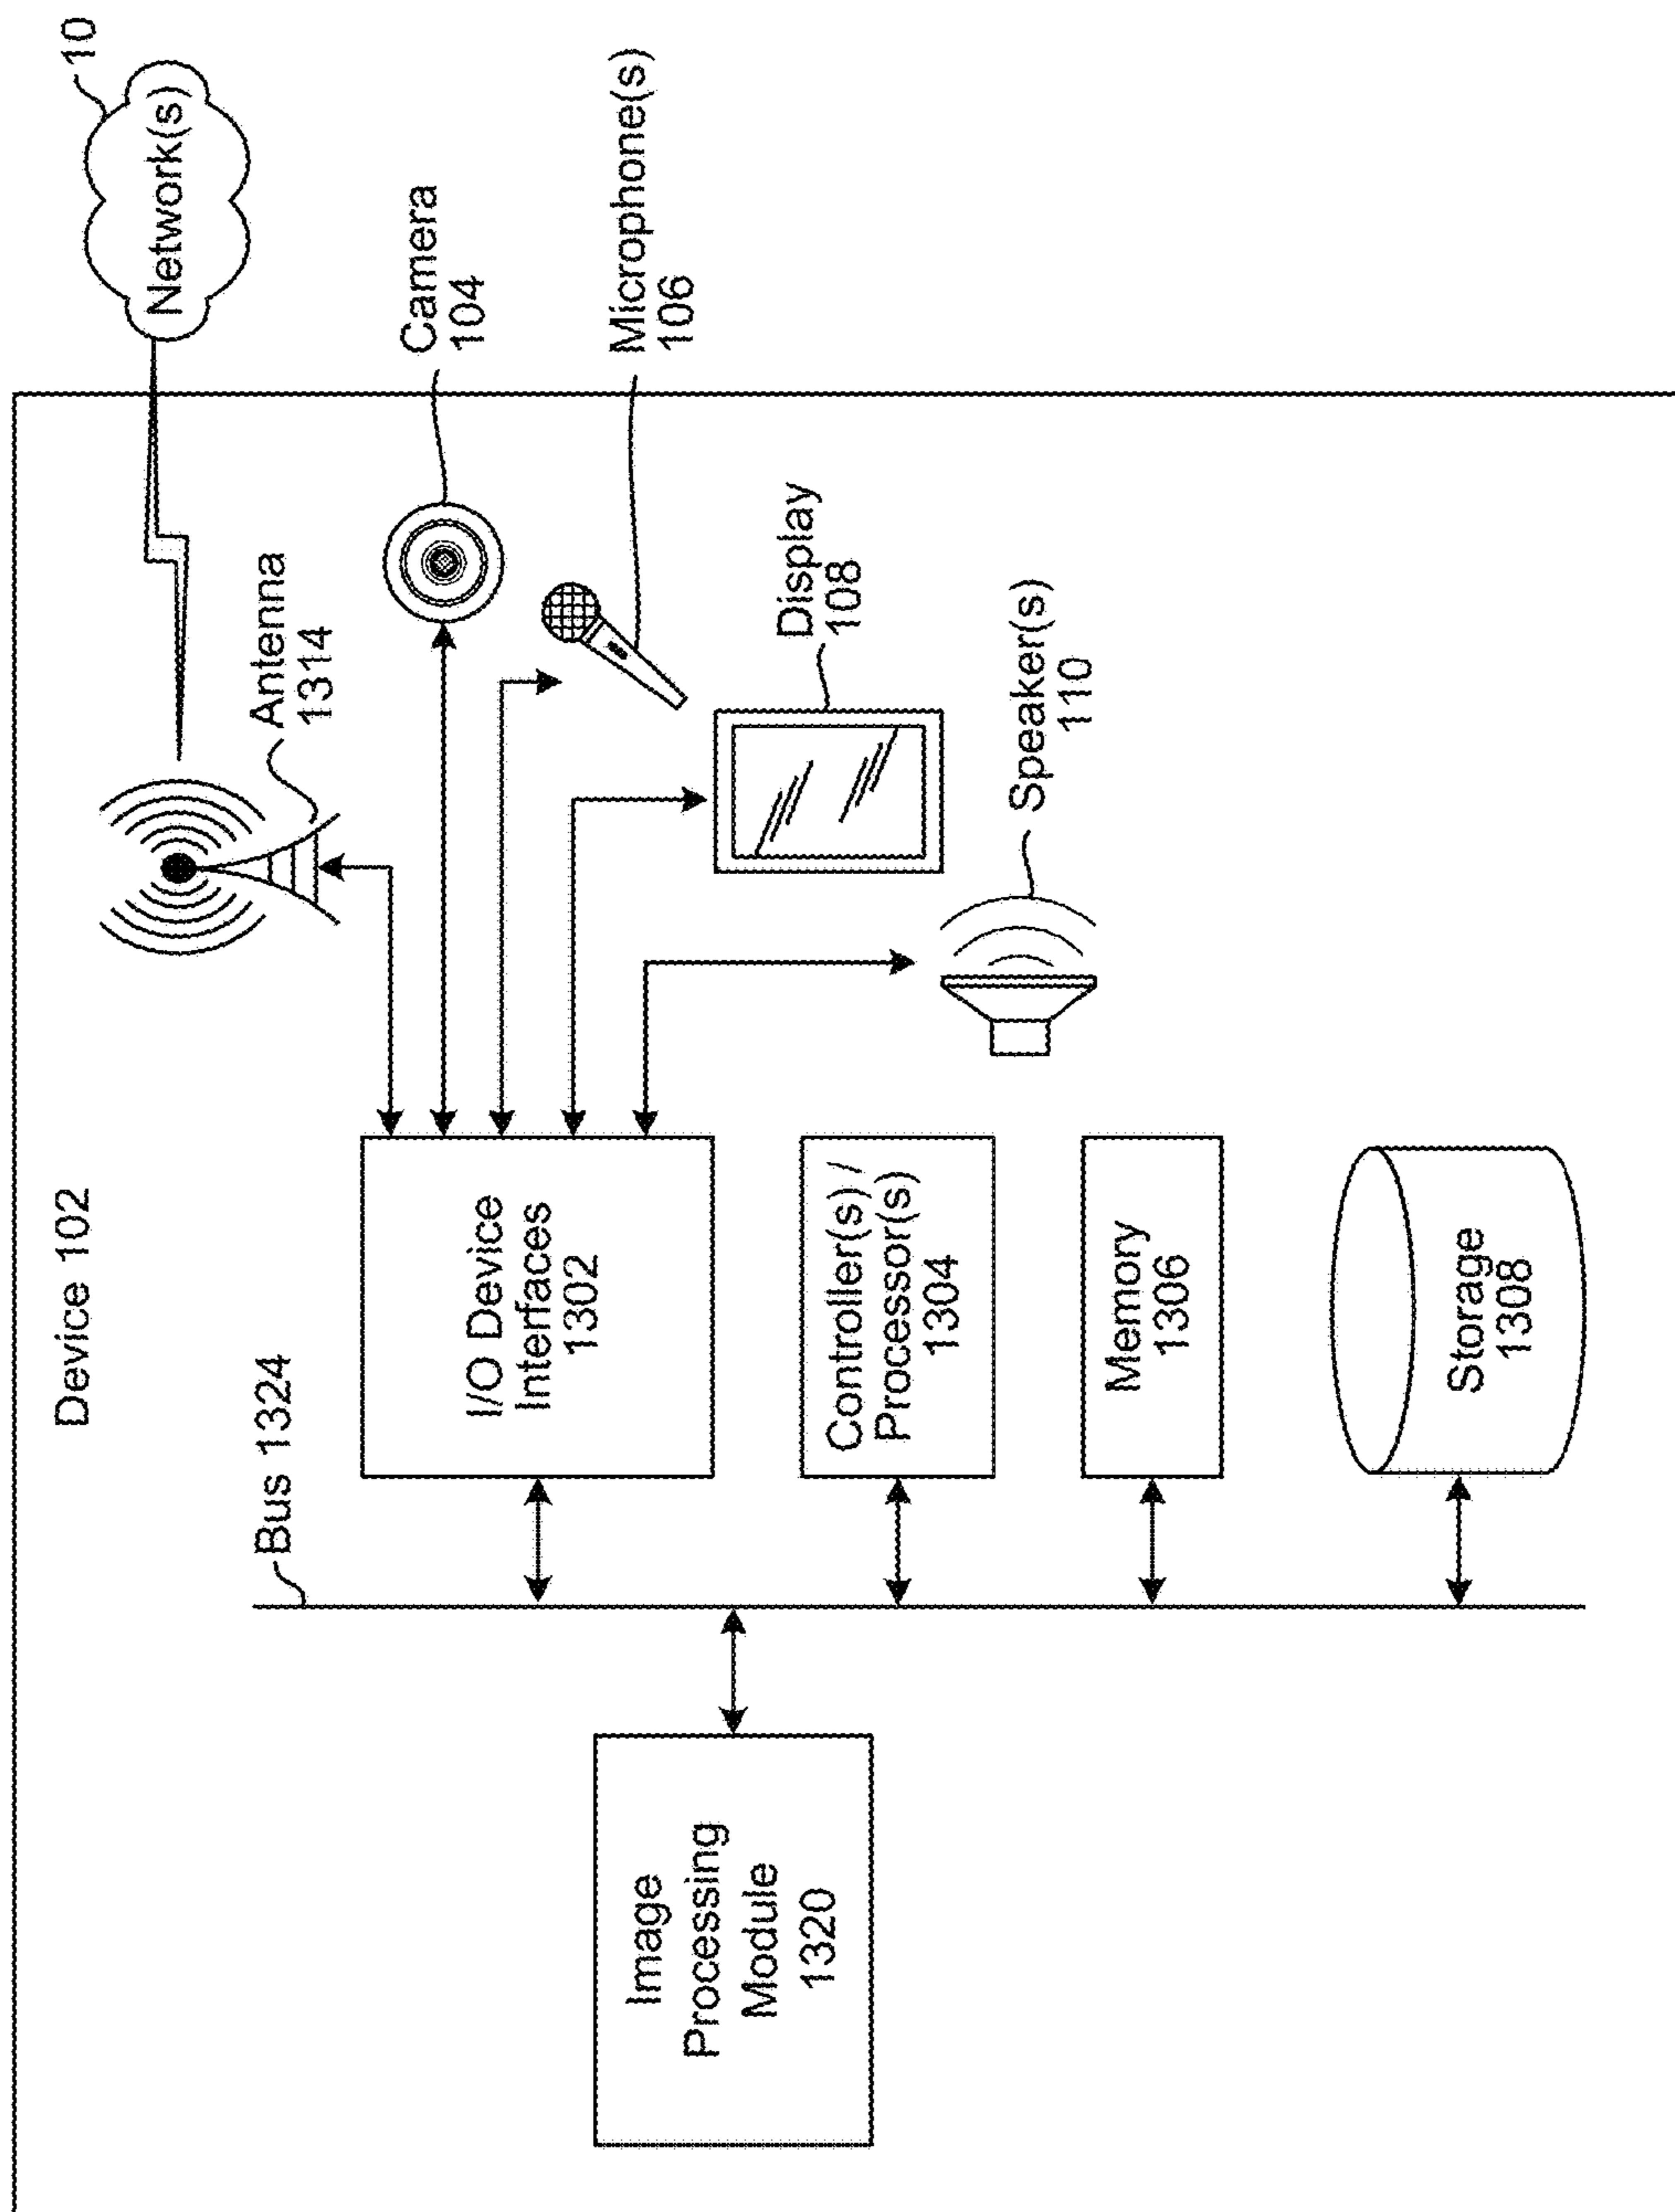 Device 102
Network(s)
10
Bus 1324
Antenna
1314
Camera
104
Microphone(s)
106
Display
108
Speaker(s)
110
I/O Device
Interfaces
1302
Image
Processing
Module
1320
Controller(s) /
Processor(s)
1304
Memory
1306
Storage
1308